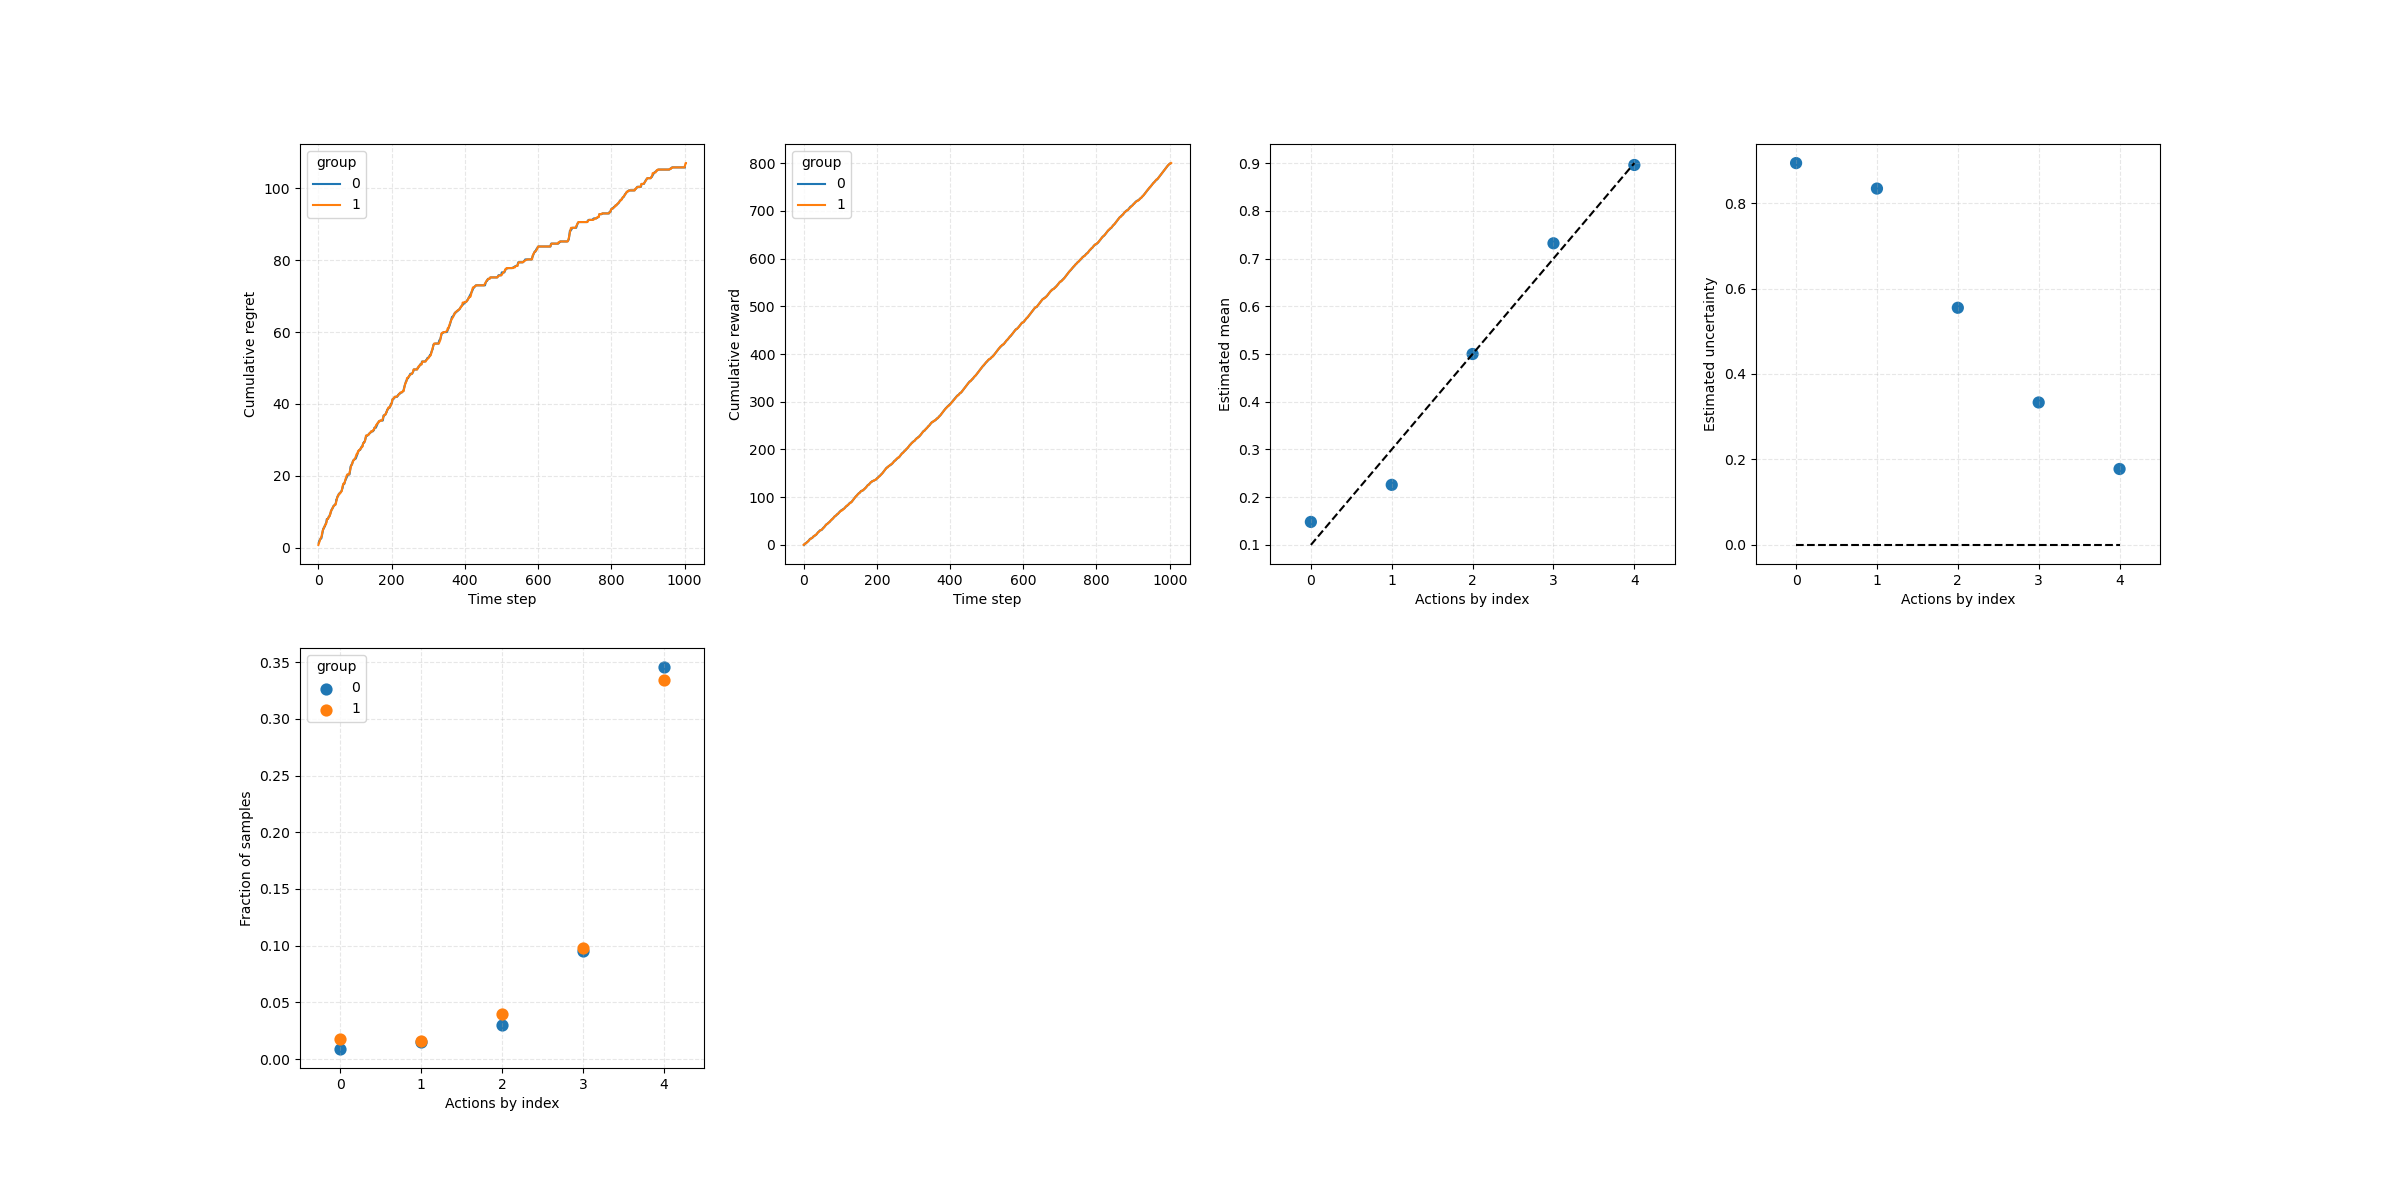 group
0
1
100
80
60
40
20
0
Cumulative regret
0 200 400 600 800 1000
Time step
group
0
1
800
700
600
500
400
300
200
100
0
Cumulative reward
0 200 400 600 800 1000
Time step
0.9
0.8
0.7
0.6
0.5
0.4
0.3
0.2
0.1
Estimated mean
0 1 2 3 4
Actions by index
0.8
0.6
0.4
0.2
0.0
Estimated uncertainty
0 1 2 3 4
Actions by index
group
0
1
0.35
0.30
0.25
0.20
0.15
0.10
0.05
0.00
Fraction of samples
0 1 2 3 4
Actions by index